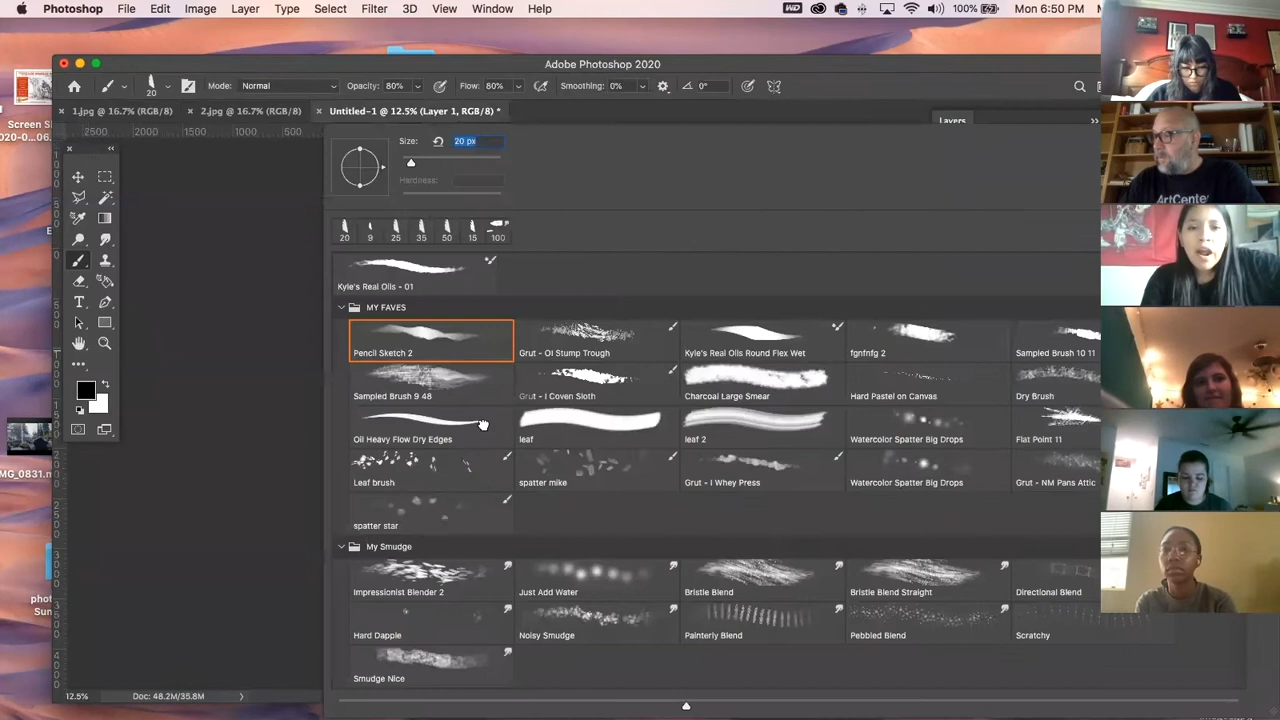 Photoshop File Edit Image Layer Type Select Filter 3D View Window Help 100% Mon 6:50 PM
Adobe Photoshop 2020
20 Mode: Normal Opacity: 80% Flow: 80% Smoothing: 0% 0°
1.jpg @ 16.7% (RGB/8) 2.jpg @ 16.7% (RGB/8) Untitled-1 @ 12.5% (Layer 1, RGB/8) *
Layers
Screen S
2500 2000 1500 1000 500
Size: 20 px
Hardness:
ArtCenter
20 9 25 35 50 15 100
Kyle's Real Oils - 01
MY FAVES
Pencil Sketch 2 Grut - OI Stump Trough Kyle's Real Oils Round Flex Wet fgnfnfg 2 Sampled Brush 10 11
Sampled Brush 9 48 Grut - I Coven Sloth Charcoal Large Smear Hard Pastel on Canvas Dry Brush
Oil Heavy Flow Dry Edges leaf leaf 2 Watercolor Spatter Big Drops Flat Point 11
Leaf brush spatter mike Grut - I Whey Press Watercolor Spatter Big Drops Grut - NM Pans Attic
spatter star
MG_0831.m
My Smudge
Impressionist Blender 2 Just Add Water Bristle Blend Bristle Blend Straight Directional Blend
Hard Dapple Noisy Smudge Painterly Blend Pebbled Blend Scratchy
Smudge Nice
phot
Sun
12.5% Doc: 48.2M/35.8M